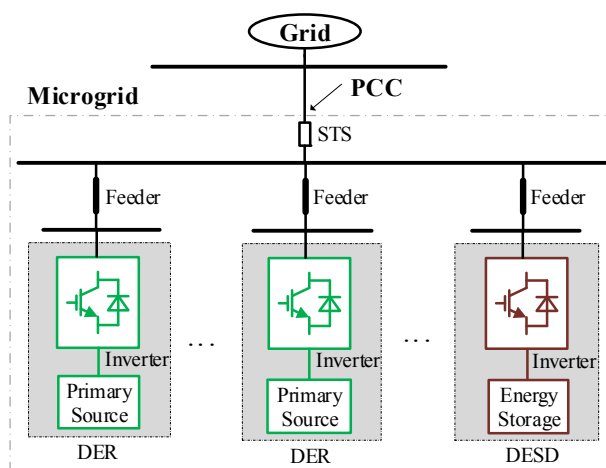 Grid
Microgrid
PCC
STS
Feeder
Feeder
Feeder
Inverter
...
Inverter
...
Inverter
Primary
Source
Primary
Source
Energy
Storage
DER
DER
DESD